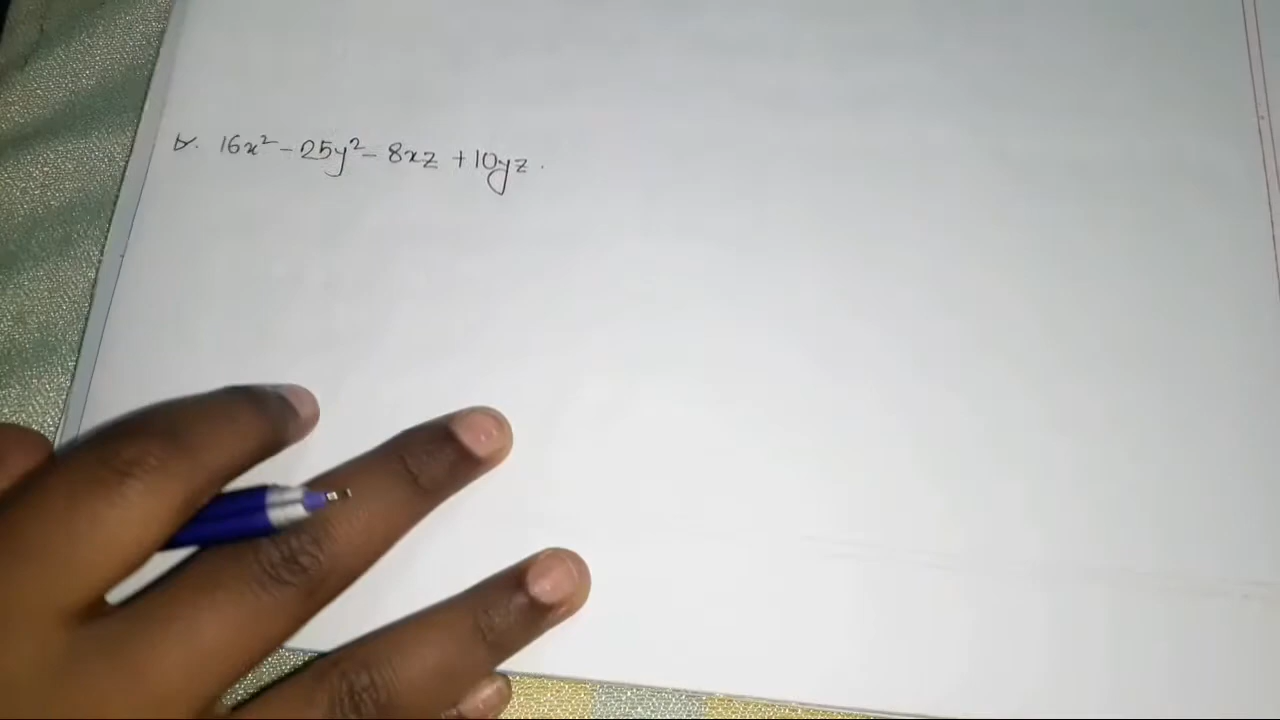 b. 16x² - 25y² - 8xz + 10yz.